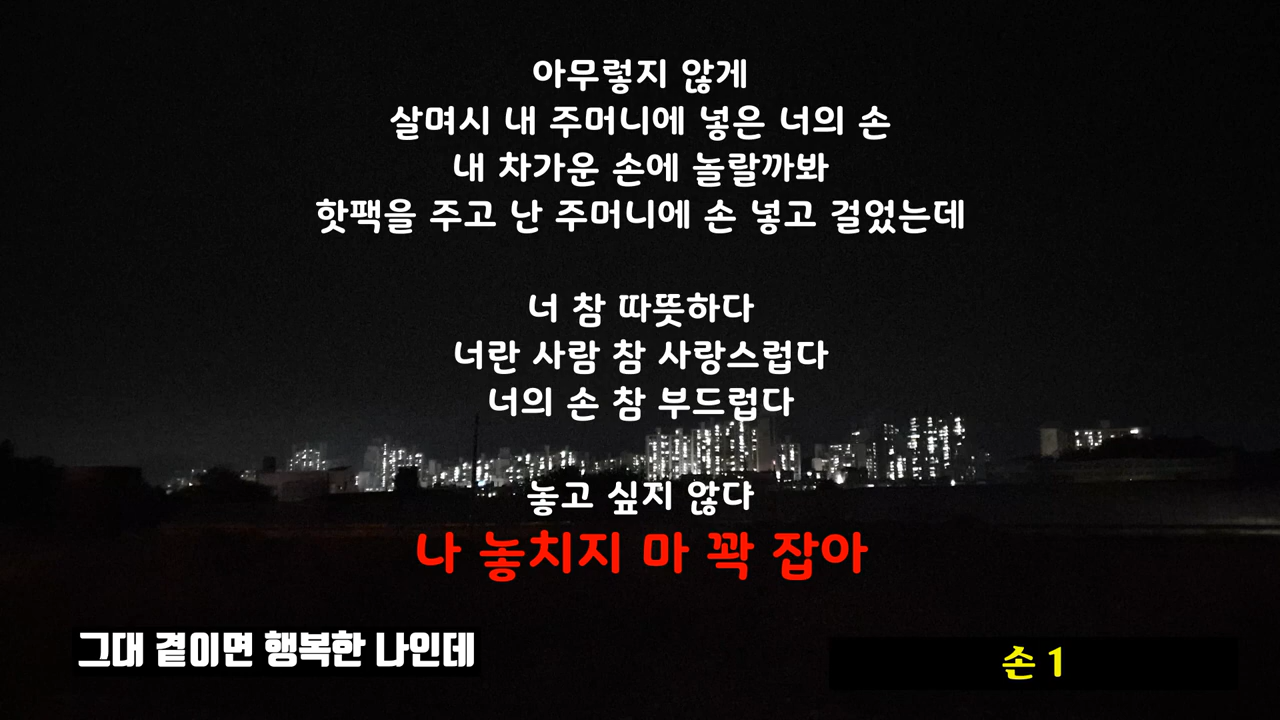 아무렇지 않게
살며시 내 주머니에 넣은 너의 손
내 차가운 손에 놀랄까봐
핫팩을 주고 난 주머니에 손 넣고 걸었는데
너 참 따뜻하다
너란 사람 참 사랑스럽다
너의 손 참 부드럽다
놓고 싶지 않다
나 놓치지 마 꽉 잡아
그대 곁이면 행복한 나인데
손 1